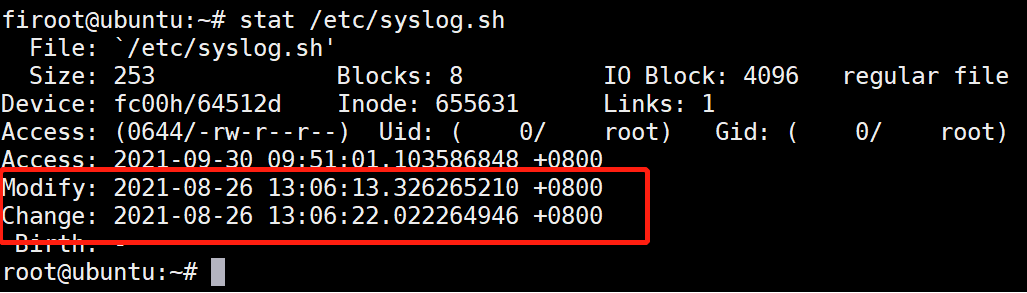 firoot@ubuntu:~# stat /etc/syslog.sh
  File: `/etc/syslog.sh'
  Size: 253             Blocks: 8          IO Block: 4096   regular file
Device: fc00h/64512d    Inode: 655631      Links: 1
Access: (0644/-rw-r--r--)  Uid: (    0/    root)   Gid: (    0/    root)
Access: 2021-09-30 09:51:01.103586848 +0800
Modify: 2021-08-26 13:06:13.326265210 +0800
Change: 2021-08-26 13:06:22.022264946 +0800
 Birth: -
root@ubuntu:~#